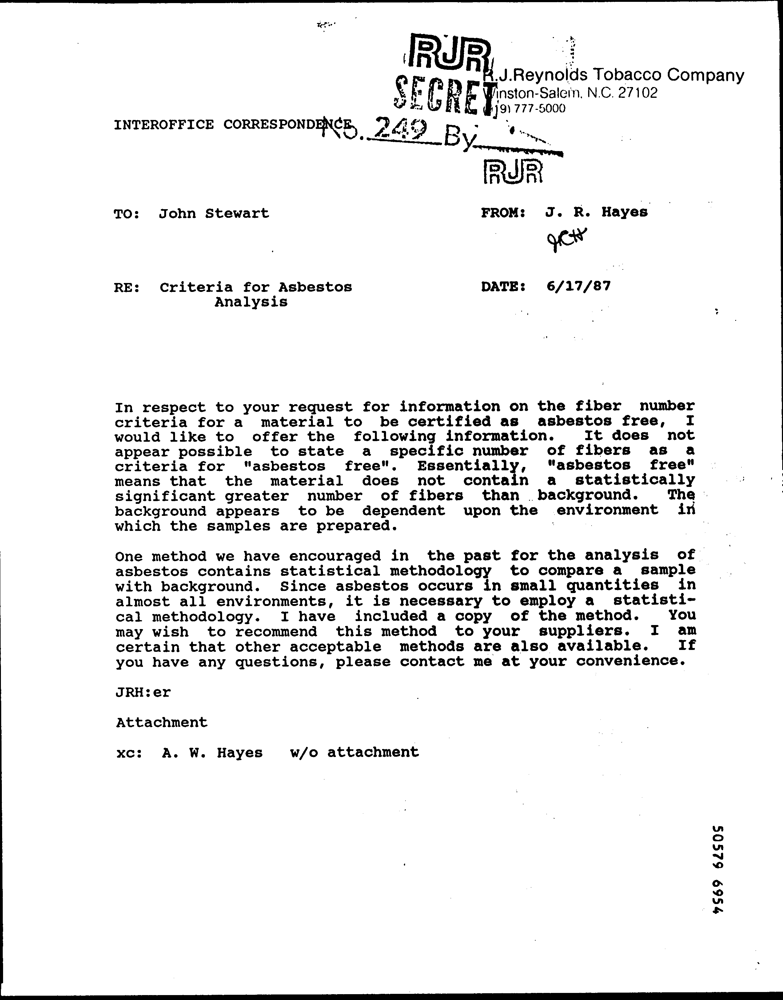 RJR
R.J.Reynolds Tobacco Company
SECRET
Winston-Salem, N.C. 27102
777-5000
INTEROFFICE CORRESPONDENCE
No. 249 By
RJR
TO: John Stewart
FROM: J. R. Hayes
JRH
RE: Criteria for Asbestos
Analysis
DATE: 6/17/87
In respect to your request for information on the fiber number
criteria for a material to be certified as asbestos free, I
would like to offer the following information. It does not
appear possible to state a specific number of fibers as a
criteria for "asbestos free". Essentially, "asbestos free"
means that the material does not contain a statistically
significant greater number of fibers than background. The
background appears to be dependent upon the environment in
which the samples are prepared.
One method we have encouraged in the past for the analysis of
asbestos contains statistical methodology to compare a sample
with background. Since asbestos occurs in small quantities in
almost all environments, it is necessary to employ a statisti-
cal methodology. I have included a copy of the method. You
may wish to recommend this method to your suppliers. I am
certain that other acceptable methods are also available. If
you have any questions, please contact me at your convenience.
JRH:er
Attachment
xc: A. W. Hayes w/o attachment
50579 6954